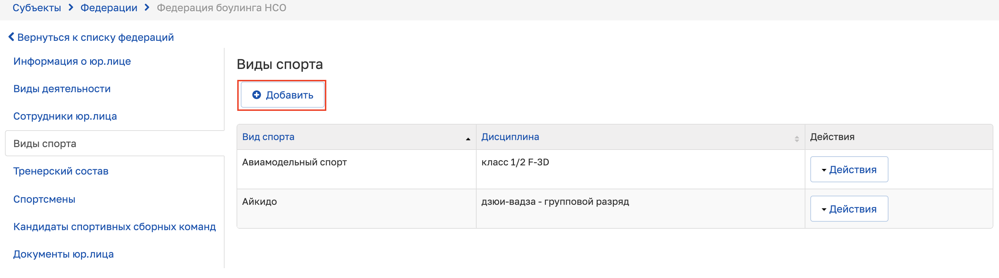 Субъекты > Федерации > Федерация боулинга НСО
Вернуться к списку федераций
Информация о юр.лице
Виды деятельности
Сотрудники юр.лица
Виды спорта
Тренерский состав
Спортсмены
Кандидаты спортивных сборных команд
Документы юр.лица
Виды спорта
Добавить
Вид спорта Дисциплина Действия
Авиамодельный спорт класс 1/2 F-3D Действия
Айкидо дзюи-вадза - групповой разряд Действия